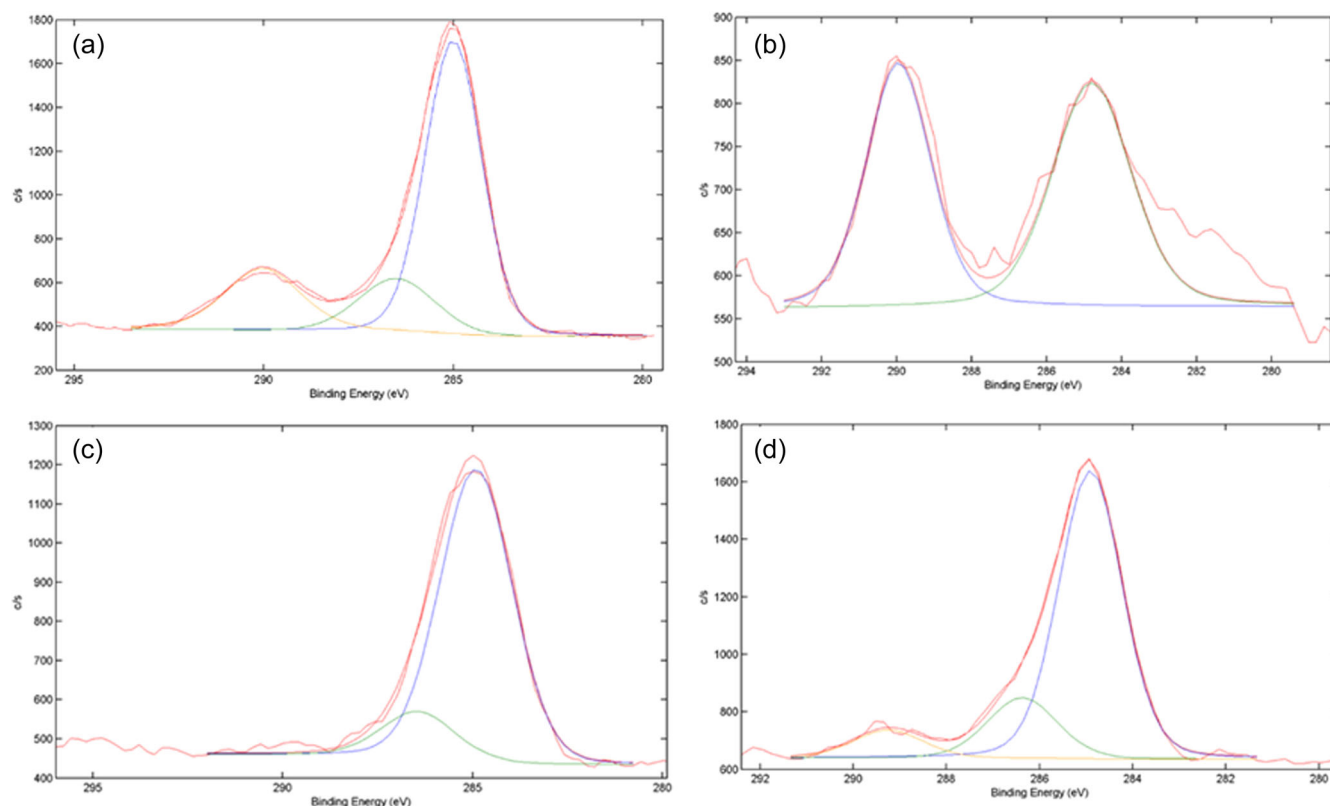 (a)
1800
1600
1400
1200
1000
800
600
400
200
c/s
295 290 285 280
Binding Energy (eV)
(b)
900
850
800
750
700
650
600
550
500
c/s
294 292 290 288 286 284 282 280
Binding Energy (eV)
(c)
1300
1200
1100
1000
900
800
700
600
500
400
c/s
295 290 285 280
Binding Energy (eV)
(d)
1800
1600
1400
1200
1000
800
600
c/s
292 290 288 286 284 282 280
Binding Energy (eV)